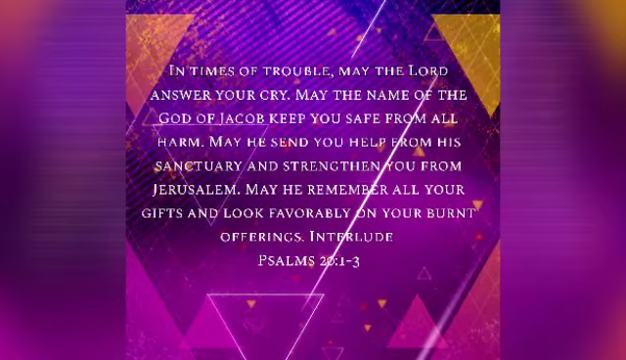 In times of trouble, may the Lord
answer your cry. May the name of the
God of Jacob keep you safe from all
harm. May he send you help from his
sanctuary and strengthen you from
Jerusalem. May he remember all your
gifts and look favorably on your burnt
offerings. Interlude
Psalms 20:1-3